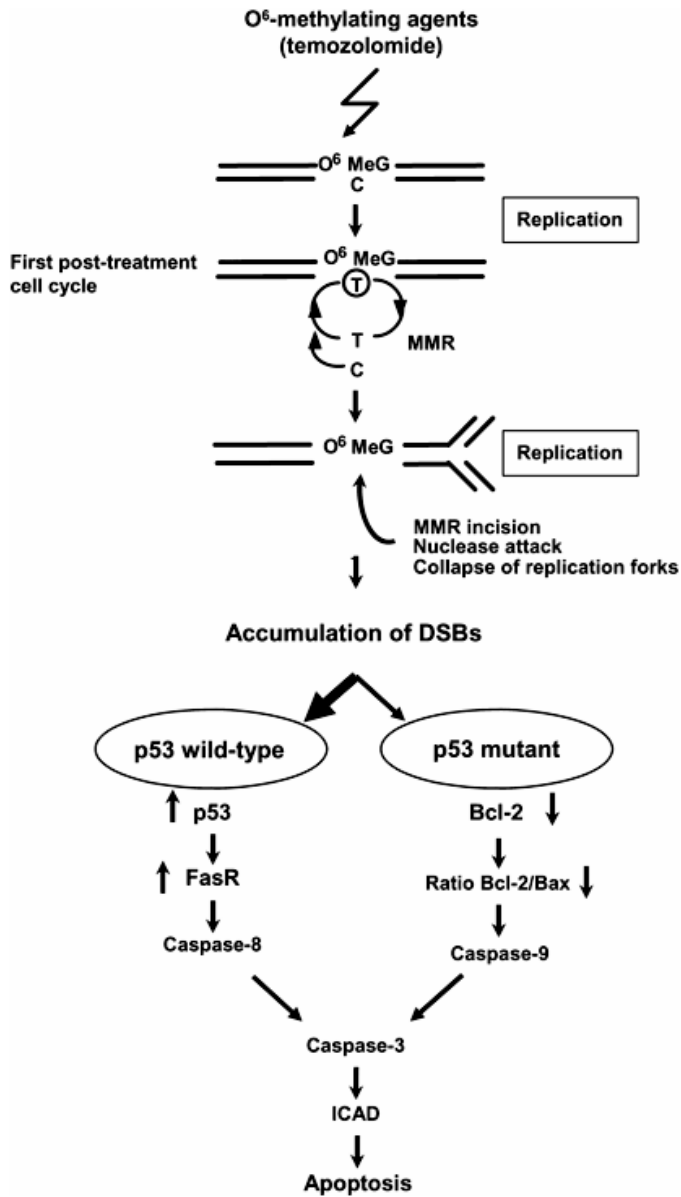 O⁶-methylating agents
(temozolomide)
O⁶ MeG
C
Replication
First post-treatment
cell cycle
O⁶ MeG
T
T
MMR
C
O⁶ MeG
Replication
MMR incision
Nuclease attack
Collapse of replication forks
Accumulation of DSBs
p53 wild-type
p53 mutant
p53
Bcl-2
FasR
Ratio Bcl-2/Bax
Caspase-8
Caspase-9
Caspase-3
ICAD
Apoptosis